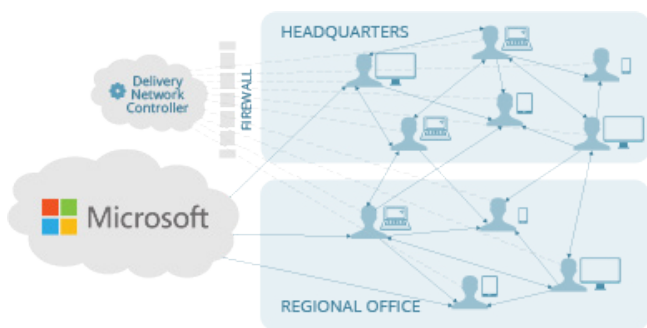 HEADQUARTERS
Delivery
Network
Controller
FIREWALL
Microsoft
REGIONAL OFFICE